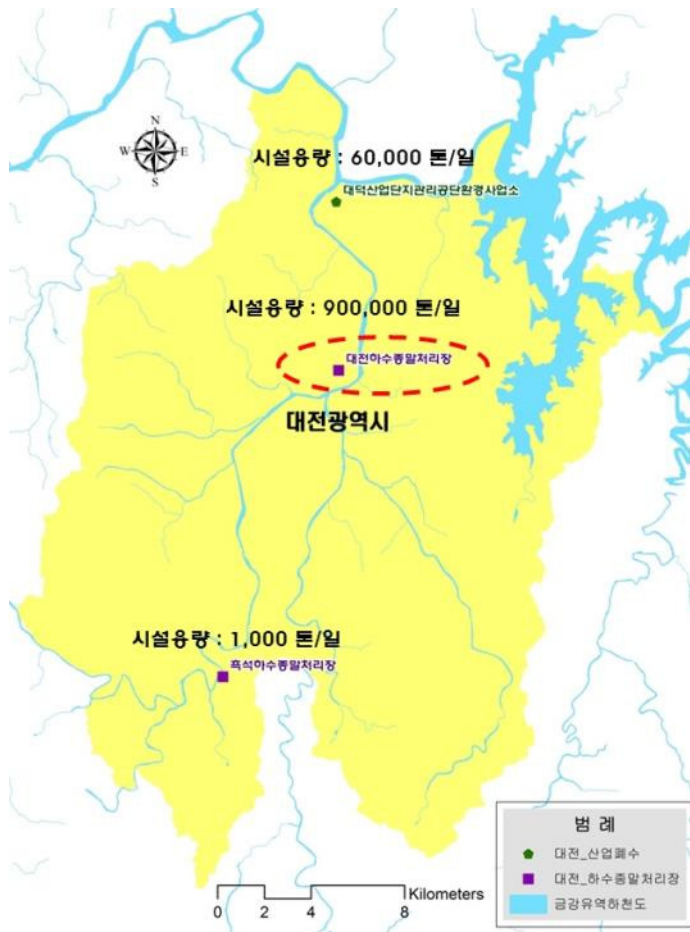 N
W E
S
시설용량 : 60,000 톤/일
대덕산업단지관리공단환경사업소
시설용량 : 900,000 톤/일
대전하수종말처리장
대전광역시
시설용량 : 1,000 톤/일
흑석하수종말처리장
범 례
대전_산업폐수
대전_하수종말처리장
금강유역하천도
Kilometers
0 2 4 8